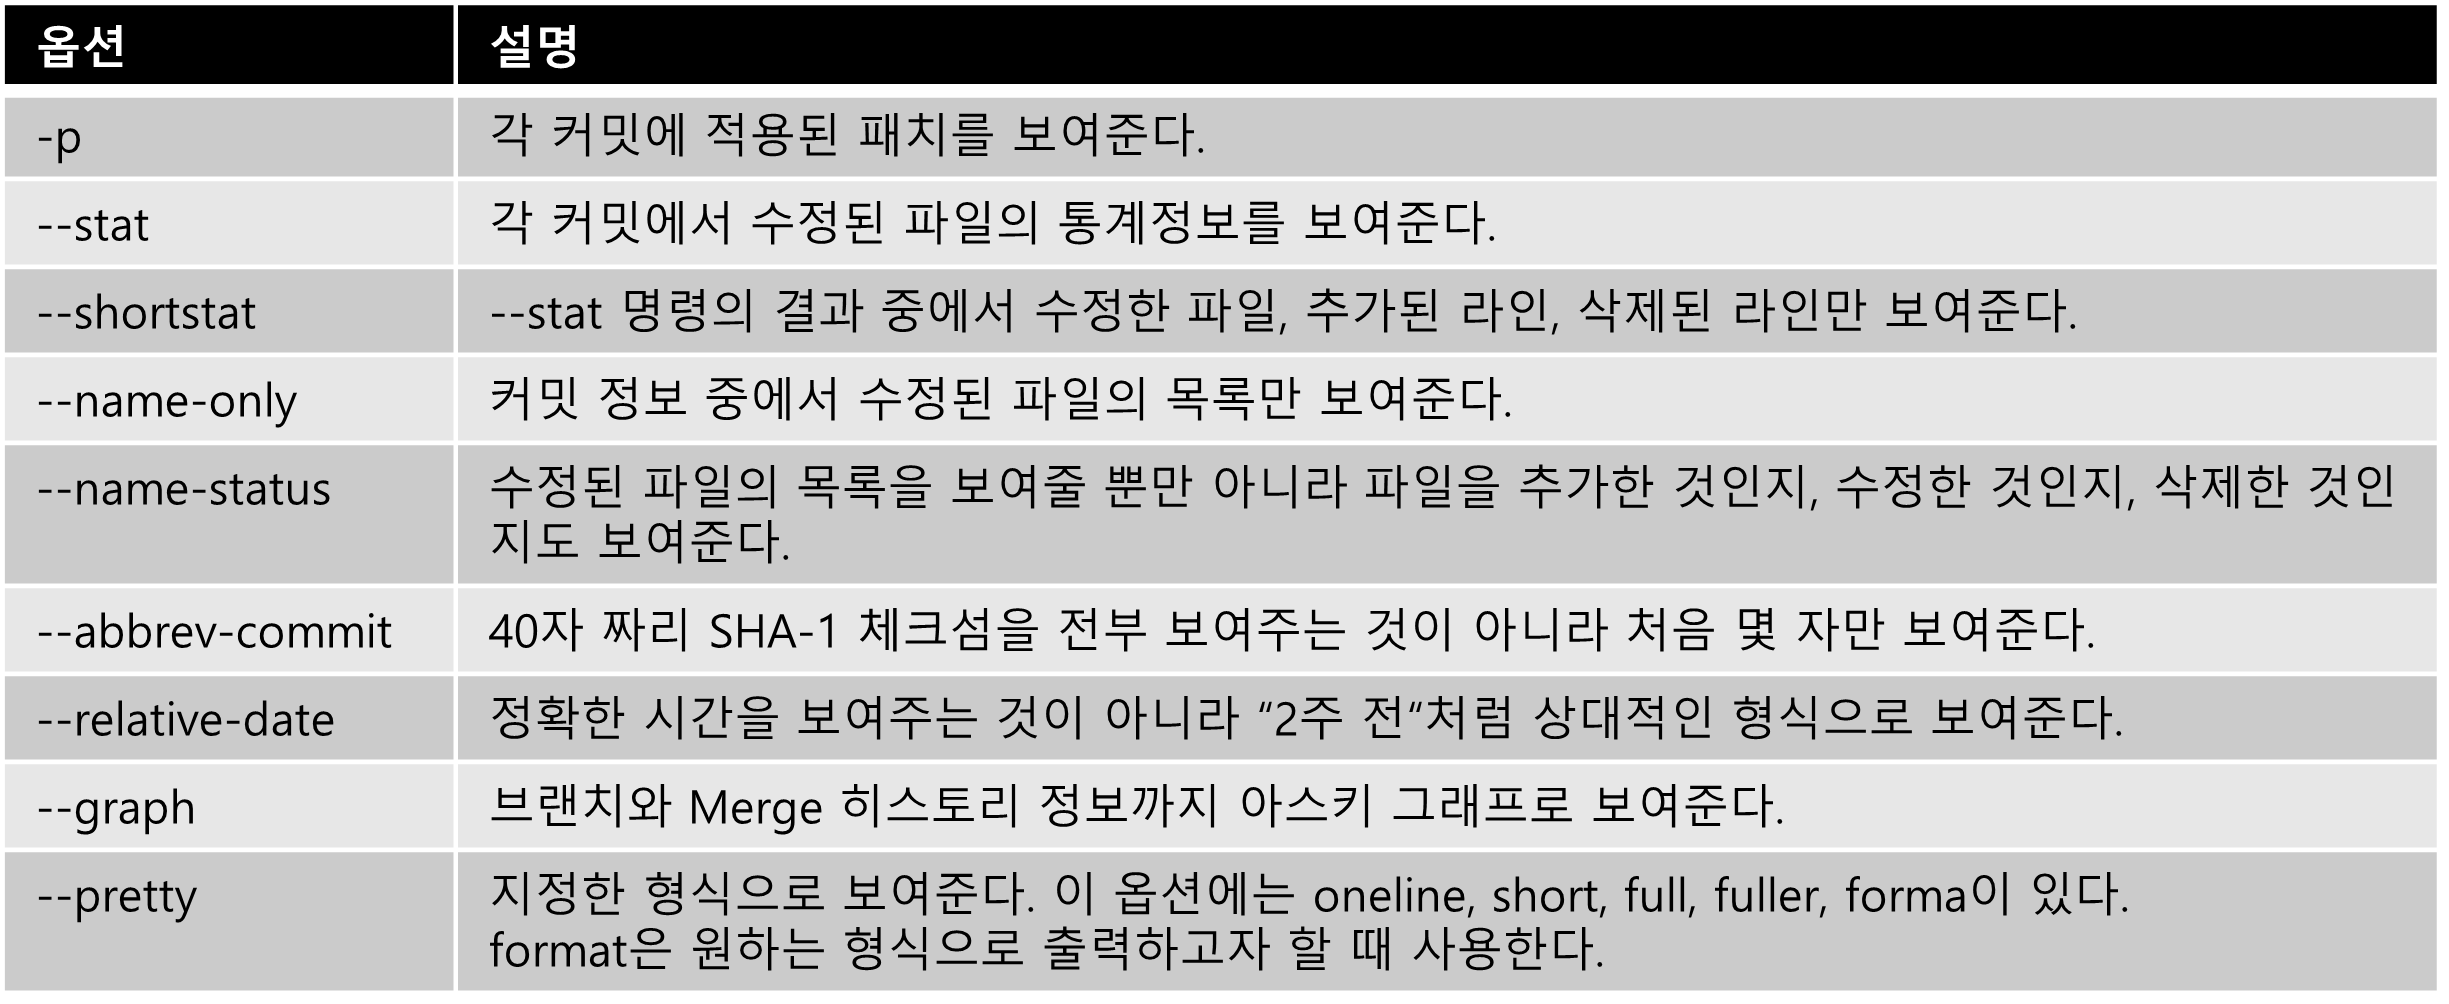 옵션 설명
-p 각 커밋에 적용된 패치를 보여준다.
--stat 각 커밋에서 수정된 파일의 통계정보를 보여준다.
--shortstat --stat 명령의 결과 중에서 수정한 파일, 추가된 라인, 삭제된 라인만 보여준다.
--name-only 커밋 정보 중에서 수정된 파일의 목록만 보여준다.
--name-status 수정된 파일의 목록을 보여줄 뿐만 아니라 파일을 추가한 것인지, 수정한 것인지, 삭제한 것인
지도 보여준다.
--abbrev-commit 40자 짜리 SHA-1 체크섬을 전부 보여주는 것이 아니라 처음 몇 자만 보여준다.
--relative-date 정확한 시간을 보여주는 것이 아니라 “2주 전“처럼 상대적인 형식으로 보여준다.
--graph 브랜치와 Merge 히스토리 정보까지 아스키 그래프로 보여준다.
--pretty 지정한 형식으로 보여준다. 이 옵션에는 oneline, short, full, fuller, forma이 있다.
format은 원하는 형식으로 출력하고자 할 때 사용한다.